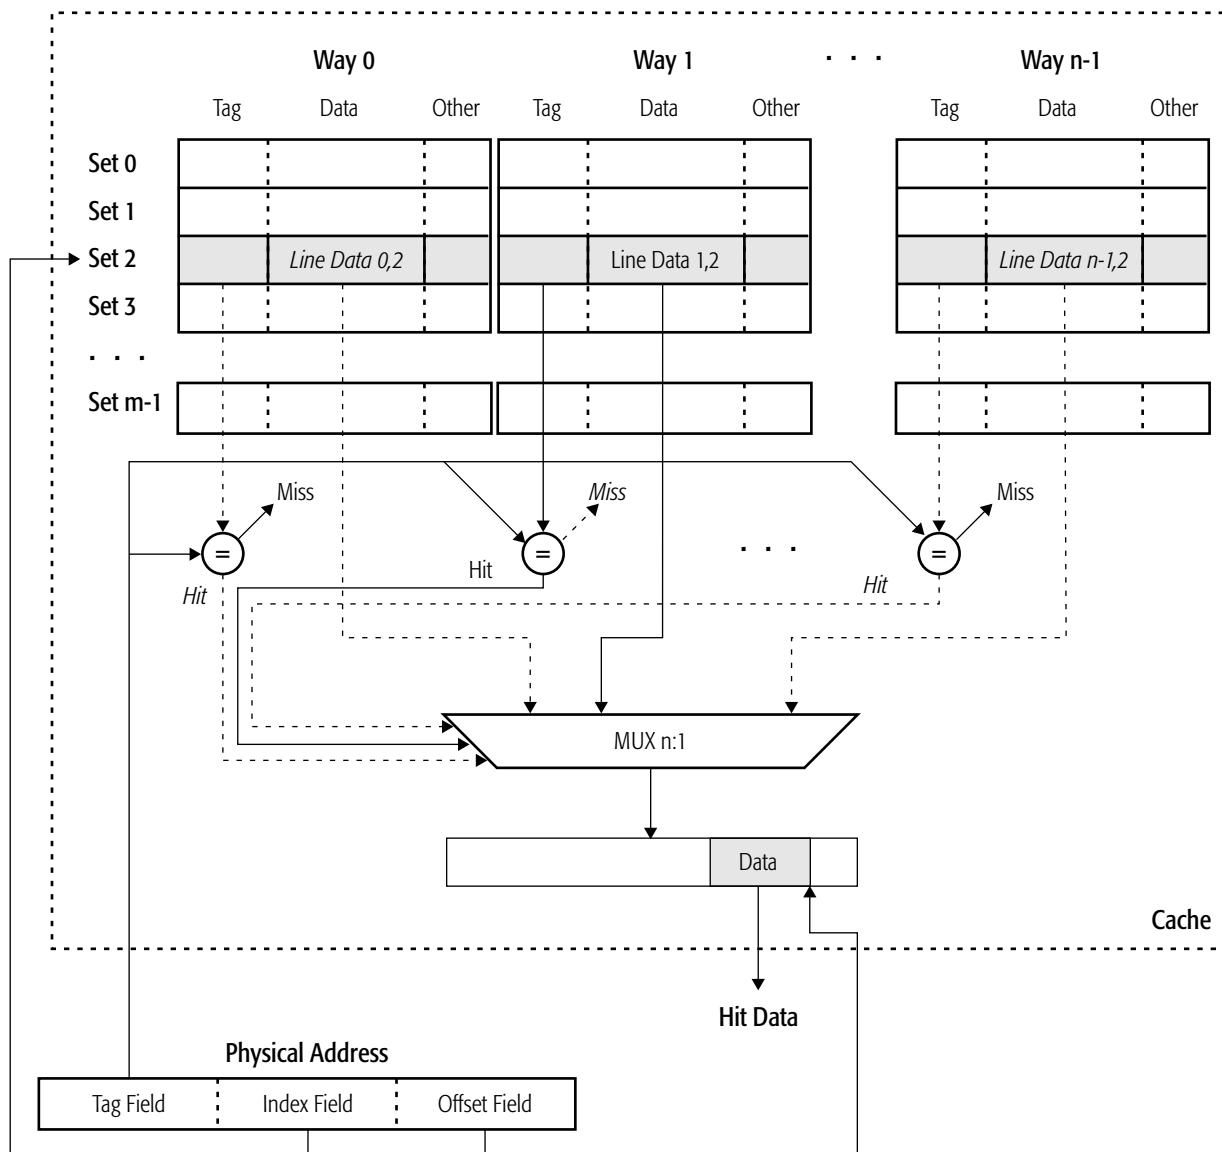 Way 0 Way 1 . . . Way n-1
Tag Data Other Tag Data Other Tag Data Other
Set 0
Set 1
Set 2 Line Data 0,2 Line Data 1,2 Line Data n-1,2
Set 3
. . .
Set m-1
Miss Miss Miss
= = . . . =
Hit Hit Hit
MUX n:1
Data
Cache
Hit Data
Physical Address
Tag Field Index Field Offset Field